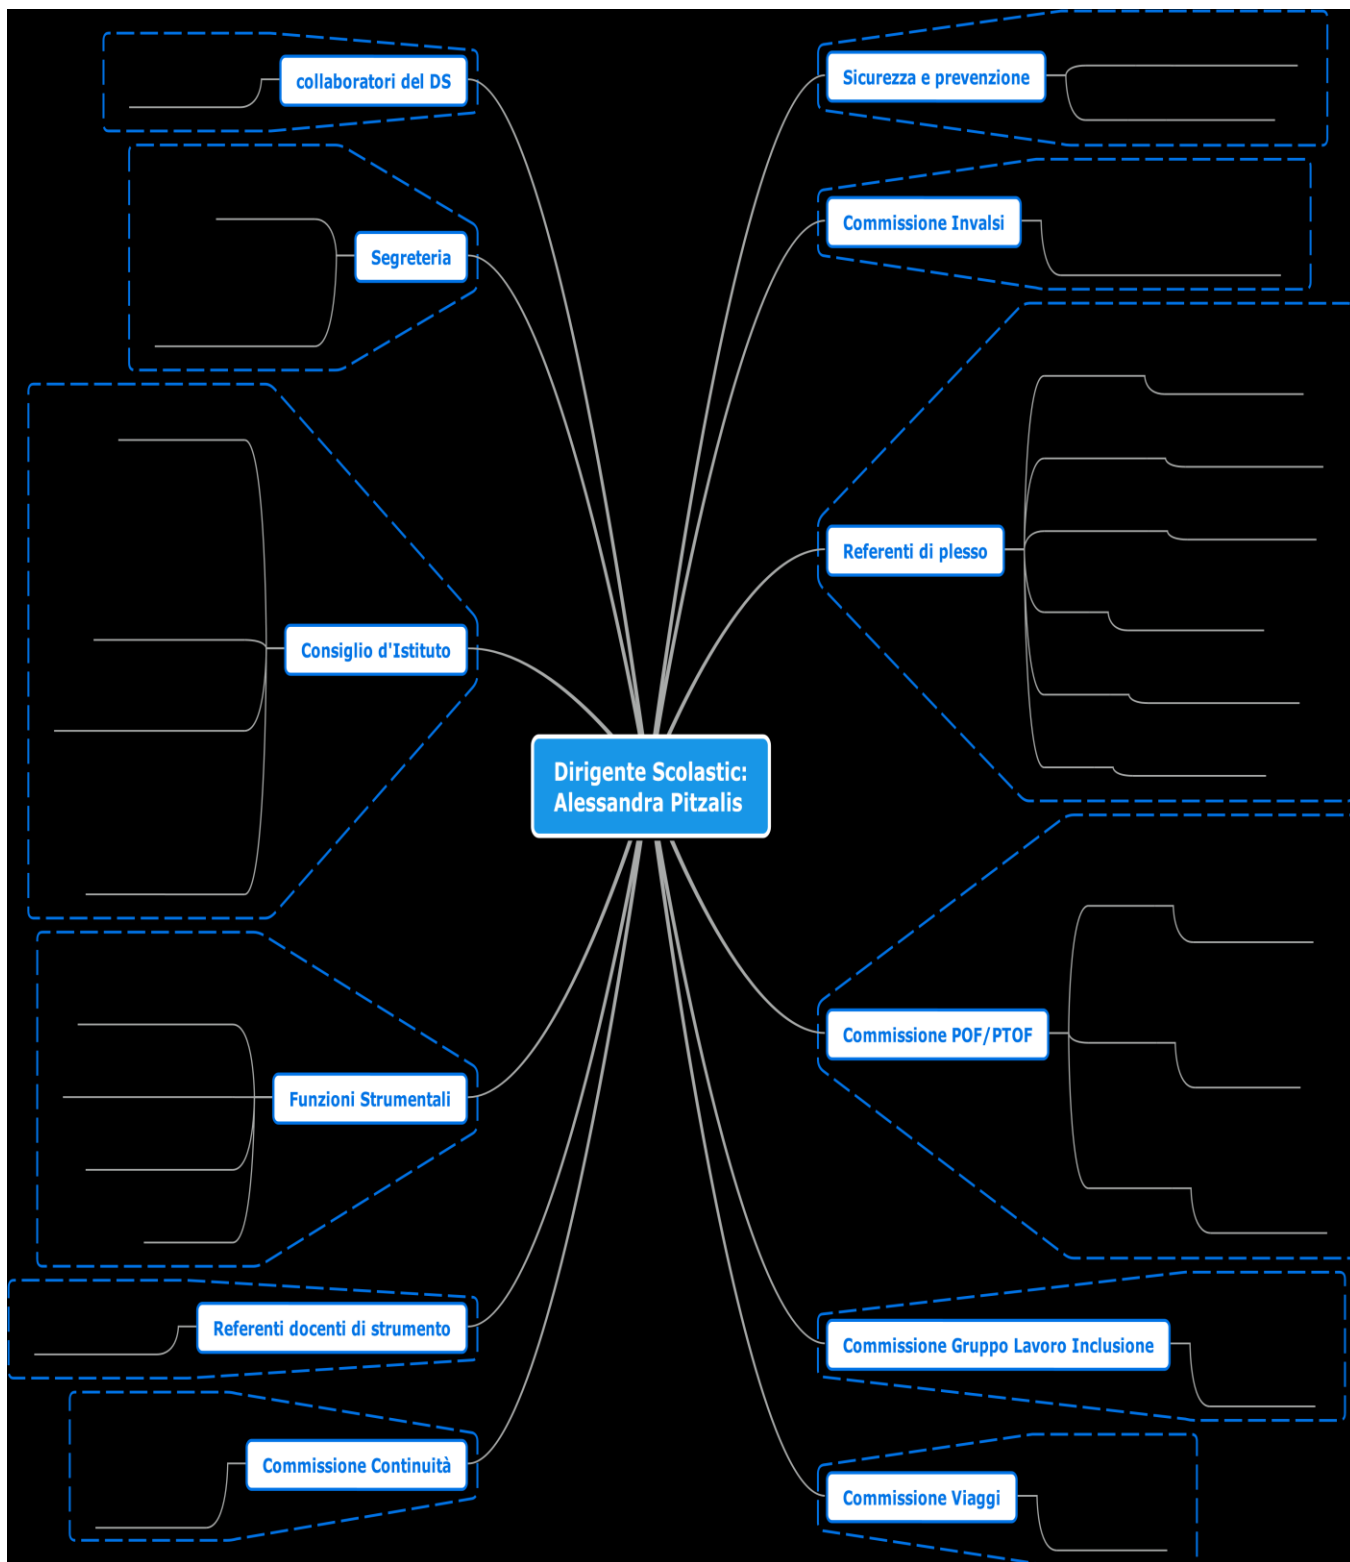 collaboratori del DS
Segreteria
Consiglio d'Istituto
Funzioni Strumentali
Referenti docenti di strumento
Commissione Continuità
Dirigente Scolastic:
Alessandra Pitzalis
Sicurezza e prevenzione
Commissione Invalsi
Referenti di plesso
Commissione POF/PTOF
Commissione Gruppo Lavoro Inclusione
Commissione Viaggi